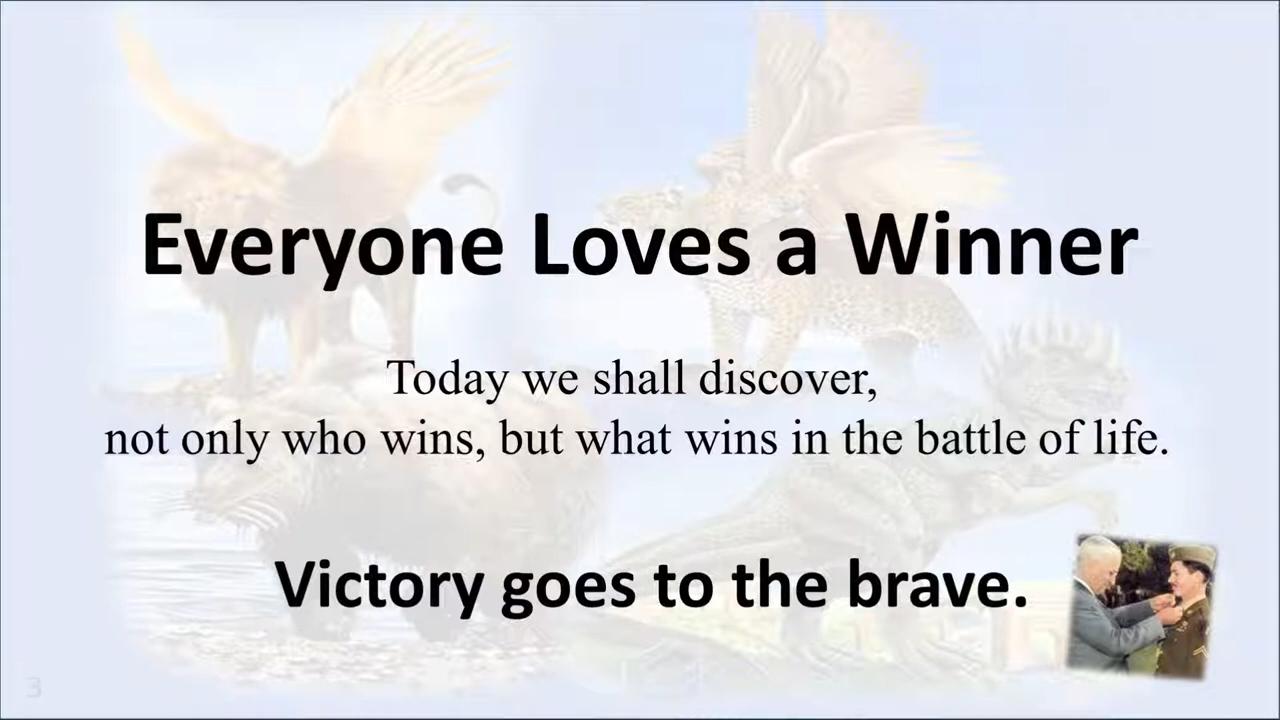 Everyone Loves a Winner
Today we shall discover,
not only who wins, but what wins in the battle of life.
Victory goes to the brave.
3